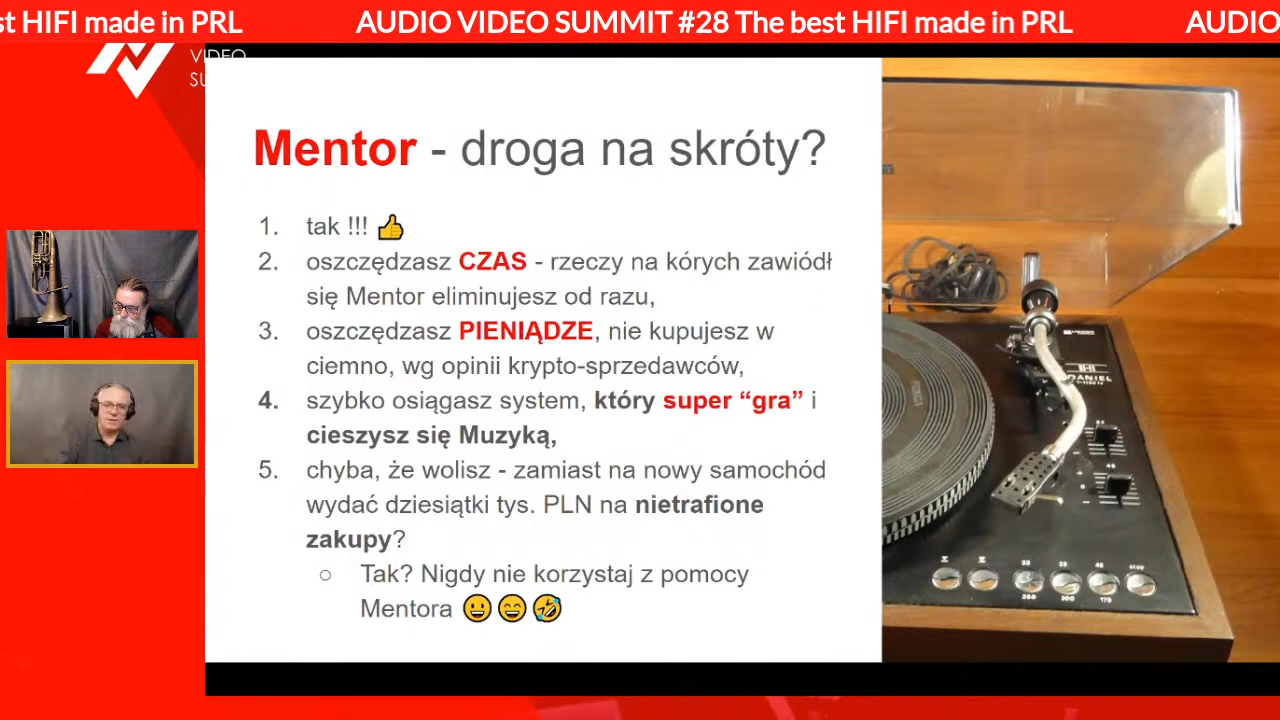 st HIFI made in PRL AUDIO VIDEO SUMMIT #28 The best HIFI made in PRL AUDIO
VIDEO
SU
Mentor - droga na skróty?
1. tak !!! 👍
2. oszczędzasz CZAS - rzeczy na kórych zawiódł
się Mentor eliminujesz od razu,
3. oszczędzasz PIENIĄDZE, nie kupujesz w
ciemno, wg opinii krypto-sprzedawców,
4. szybko osiągasz system, który super “gra” i
cieszysz się Muzyką,
5. chyba, że wolisz - zamiast na nowy samochód
wydać dziesiątki tys. PLN na nietrafione
zakupy?
○ Tak? Nigdy nie korzystaj z pomocy
Mentora 😀 😄 🤣
DANIEL
33 45 stop